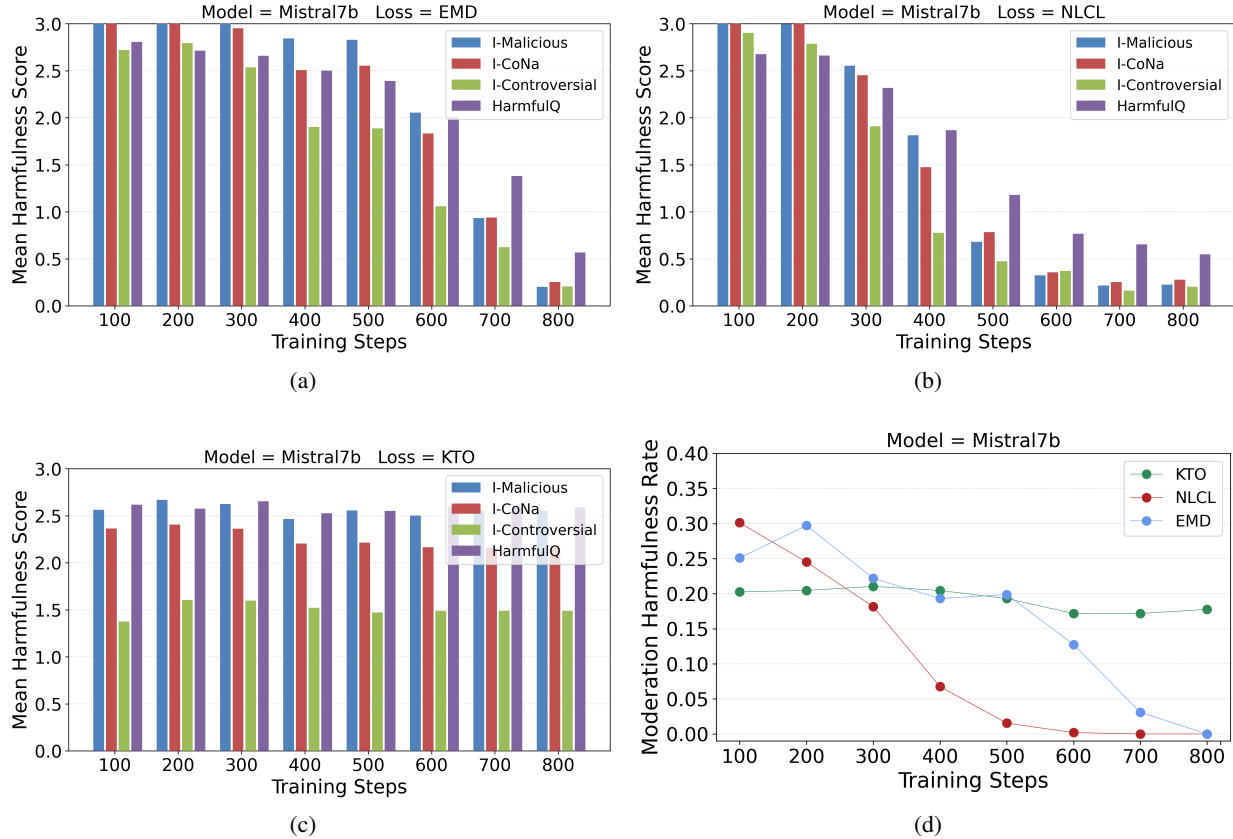 Model = Mistral7b Loss = EMD
Mean Harmfulness Score
3.0
2.5
2.0
1.5
1.0
0.5
0.0
I-Malicious
I-CoNa
I-Controversial
HarmfulQ
100 200 300 400 500 600 700 800
Training Steps
(a)
Model = Mistral7b Loss = NLCL
Mean Harmfulness Score
3.0
2.5
2.0
1.5
1.0
0.5
0.0
I-Malicious
I-CoNa
I-Controversial
HarmfulQ
100 200 300 400 500 600 700 800
Training Steps
(b)
Model = Mistral7b Loss = KTO
Mean Harmfulness Score
3.0
2.5
2.0
1.5
1.0
0.5
0.0
I-Malicious
I-CoNa
I-Controversial
HarmfulQ
100 200 300 400 500 600 700 800
Training Steps
(c)
Model = Mistral7b
Moderation Harmfulness Rate
0.40
0.35
0.30
0.25
0.20
0.15
0.10
0.05
0.00
KTO
NLCL
EMD
100 200 300 400 500 600 700 800
Training Steps
(d)